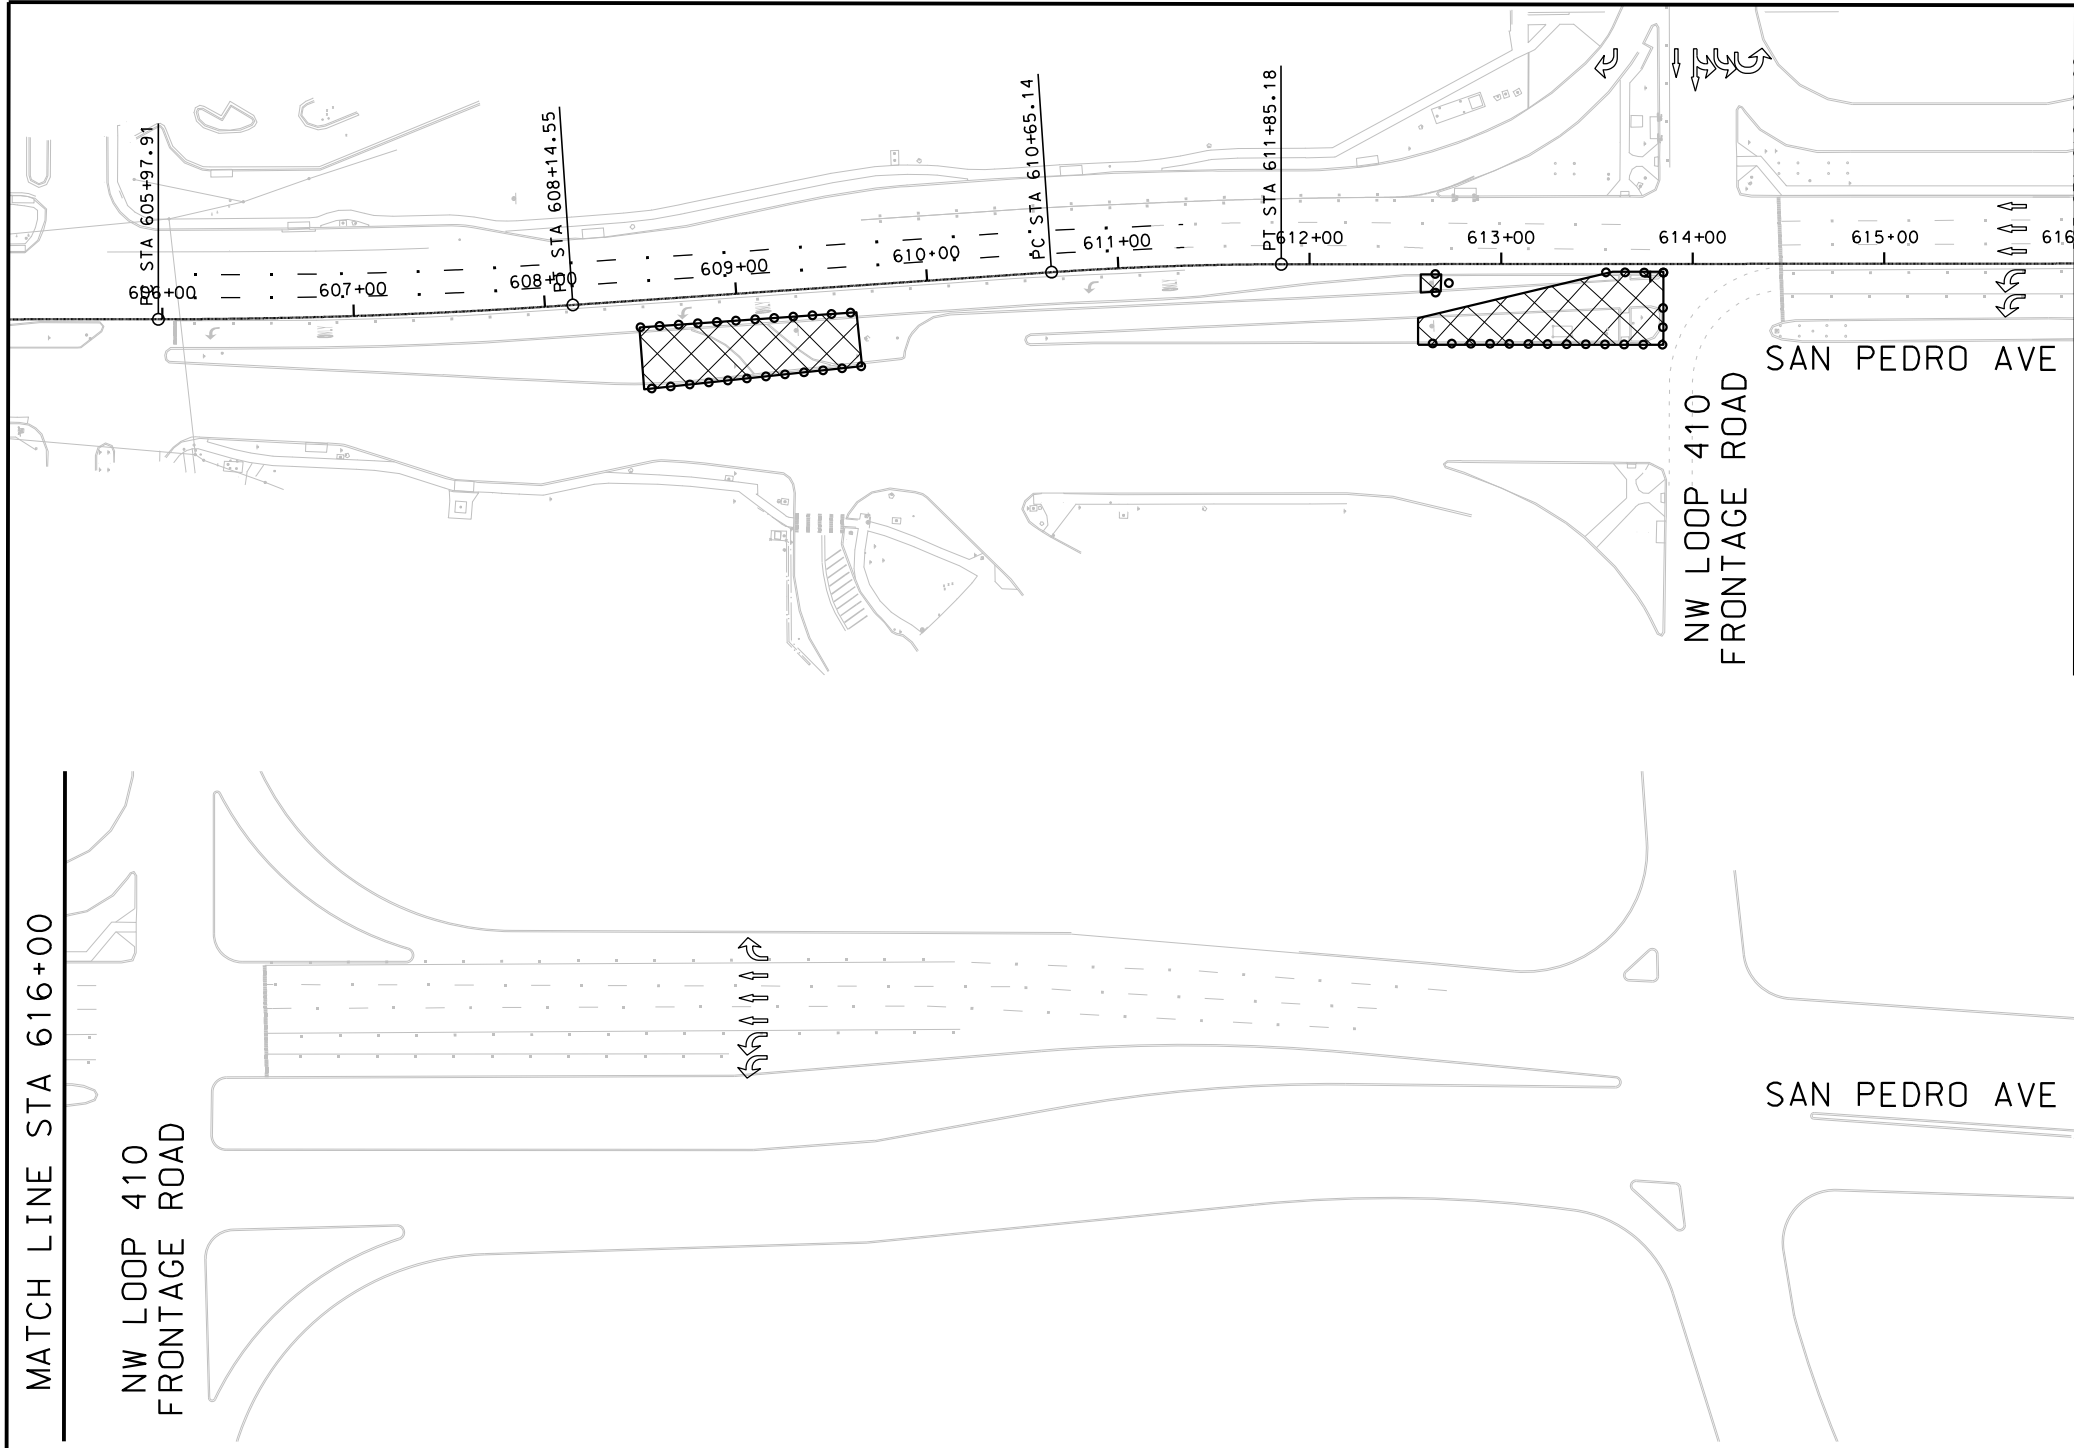 PC STA 605+97.91
PT STA 608+14.55
PC STA 610+65.14
PT STA 611+85.18
606+00
607+00
608+00
609+00
610+00
611+00
612+00
613+00
614+00
615+00
616
SAN PEDRO AVE
NW LOOP 410
FRONTAGE ROAD
MATCH LINE STA 616+00
NW LOOP 410
FRONTAGE ROAD
SAN PEDRO AVE